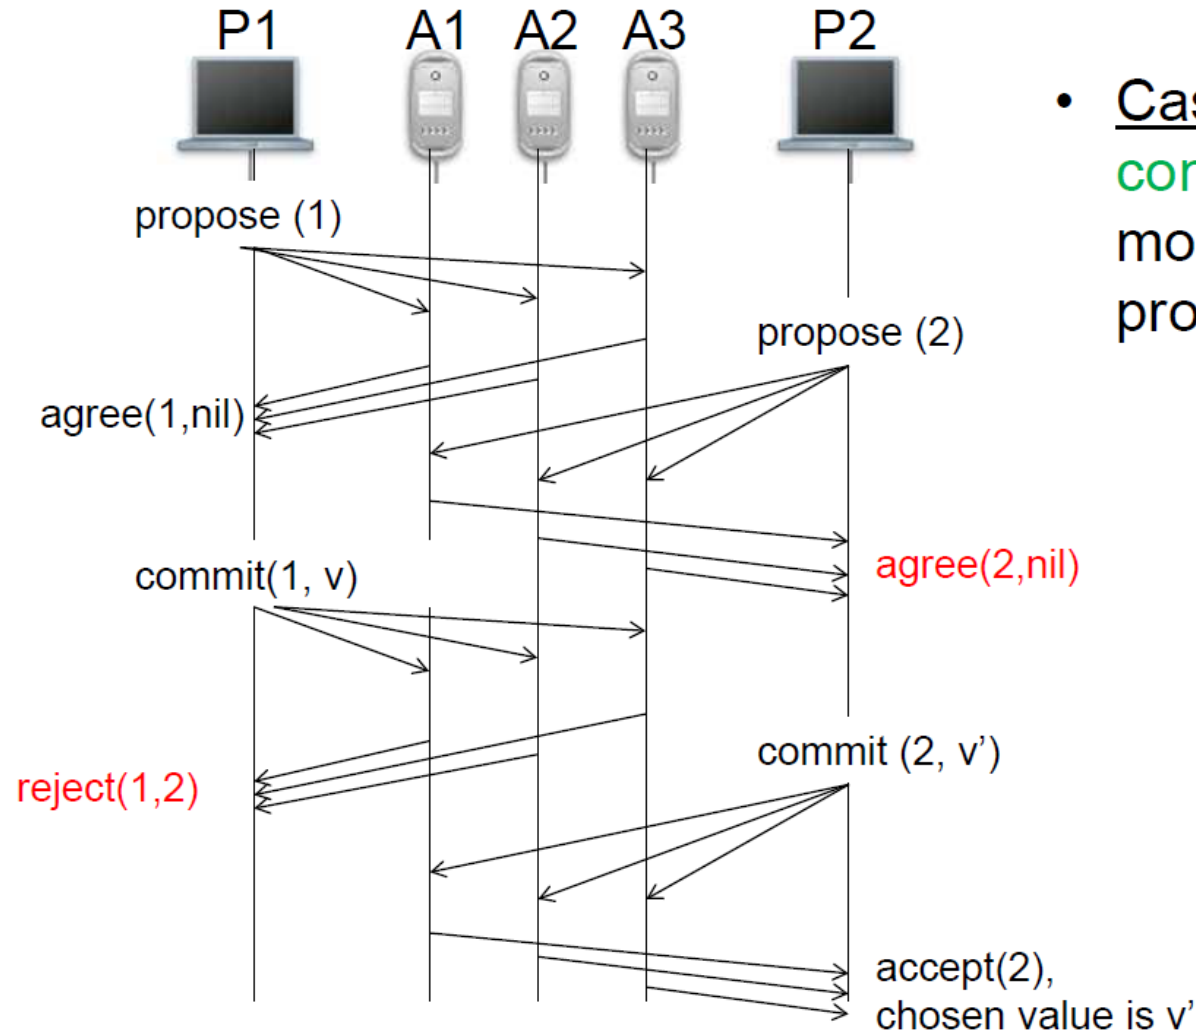 P1 A1 A2 A3 P2
propose (1)
propose (2)
agree(1,nil)
agree(2,nil)
commit(1, v)
commit (2, v’)
reject(1,2)
accept(2),
chosen value is v’
•